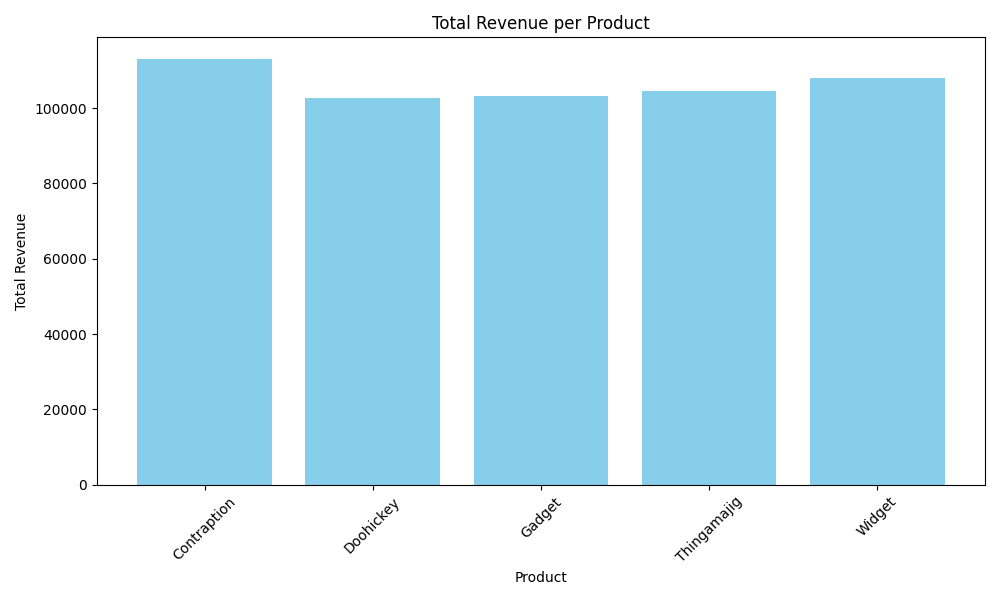 Total Revenue per Product
Total Revenue
100000
80000
60000
40000
20000
0
Contraption
Doohickey
Gadget
Thingamajig
Widget
Product